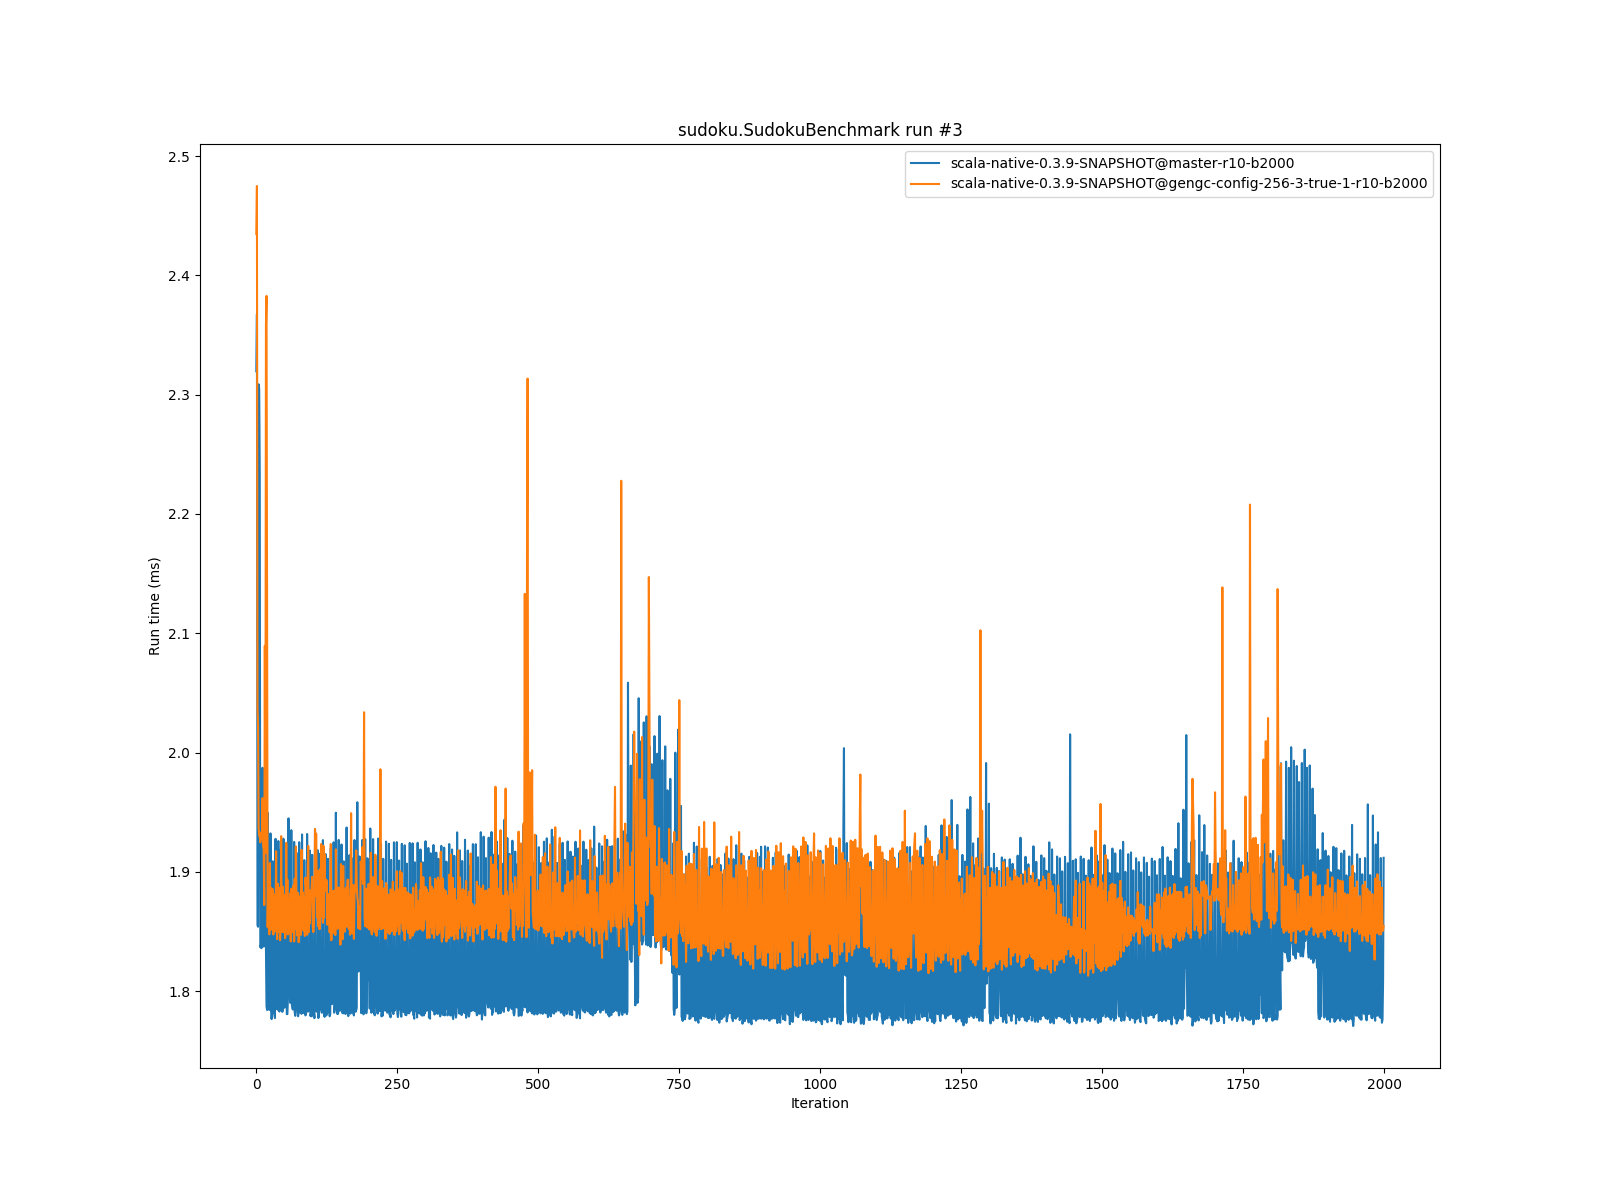 sudoku.SudokuBenchmark run #3
scala-native-0.3.9-SNAPSHOT@master-r10-b2000
scala-native-0.3.9-SNAPSHOT@gengc-config-256-3-true-1-r10-b2000
2.5
2.4
2.3
2.2
2.1
2.0
1.9
1.8
Run time (ms)
0 250 500 750 1000 1250 1500 1750 2000
Iteration